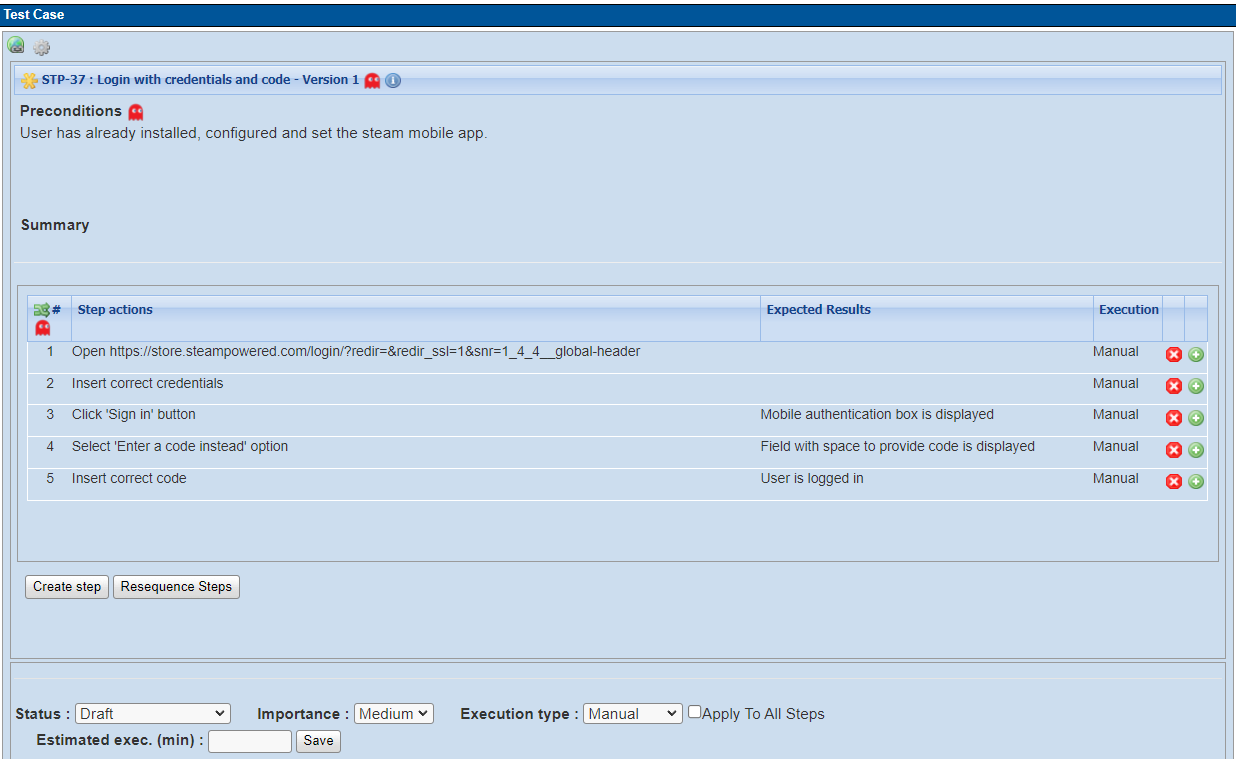 Test Case
STP-37 : Login with credentials and code - Version 1
Preconditions
User has already installed, configured and set the steam mobile app.
Summary
# Step actions Expected Results Execution
1 Open https://store.steampowered.com/login/?redir=&redir_ssl=1&snr=1_4_4__global-header Manual
2 Insert correct credentials Manual
3 Click 'Sign in' button Mobile authentication box is displayed Manual
4 Select 'Enter a code instead' option Field with space to provide code is displayed Manual
5 Insert correct code User is logged in Manual
Create step Resequence Steps
Status : Draft Importance : Medium Execution type : Manual Apply To All Steps
Estimated exec. (min) : Save